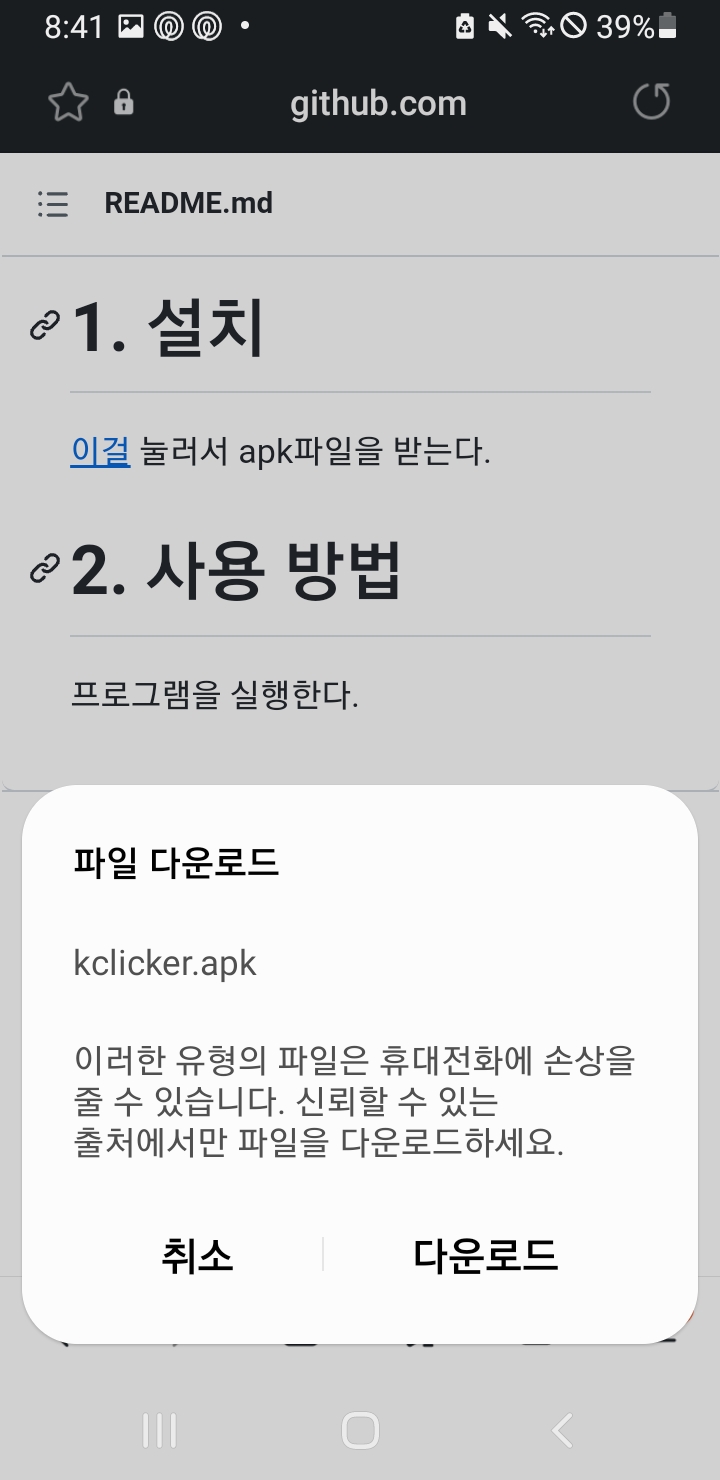 8:41
39%
github.com
README.md
1. 설치
이걸 눌러서 apk파일을 받는다.
2. 사용 방법
프로그램을 실행한다.
파일 다운로드
kclicker.apk
이러한 유형의 파일은 휴대전화에 손상을
줄 수 있습니다. 신뢰할 수 있는
출처에서만 파일을 다운로드하세요.
취소
다운로드